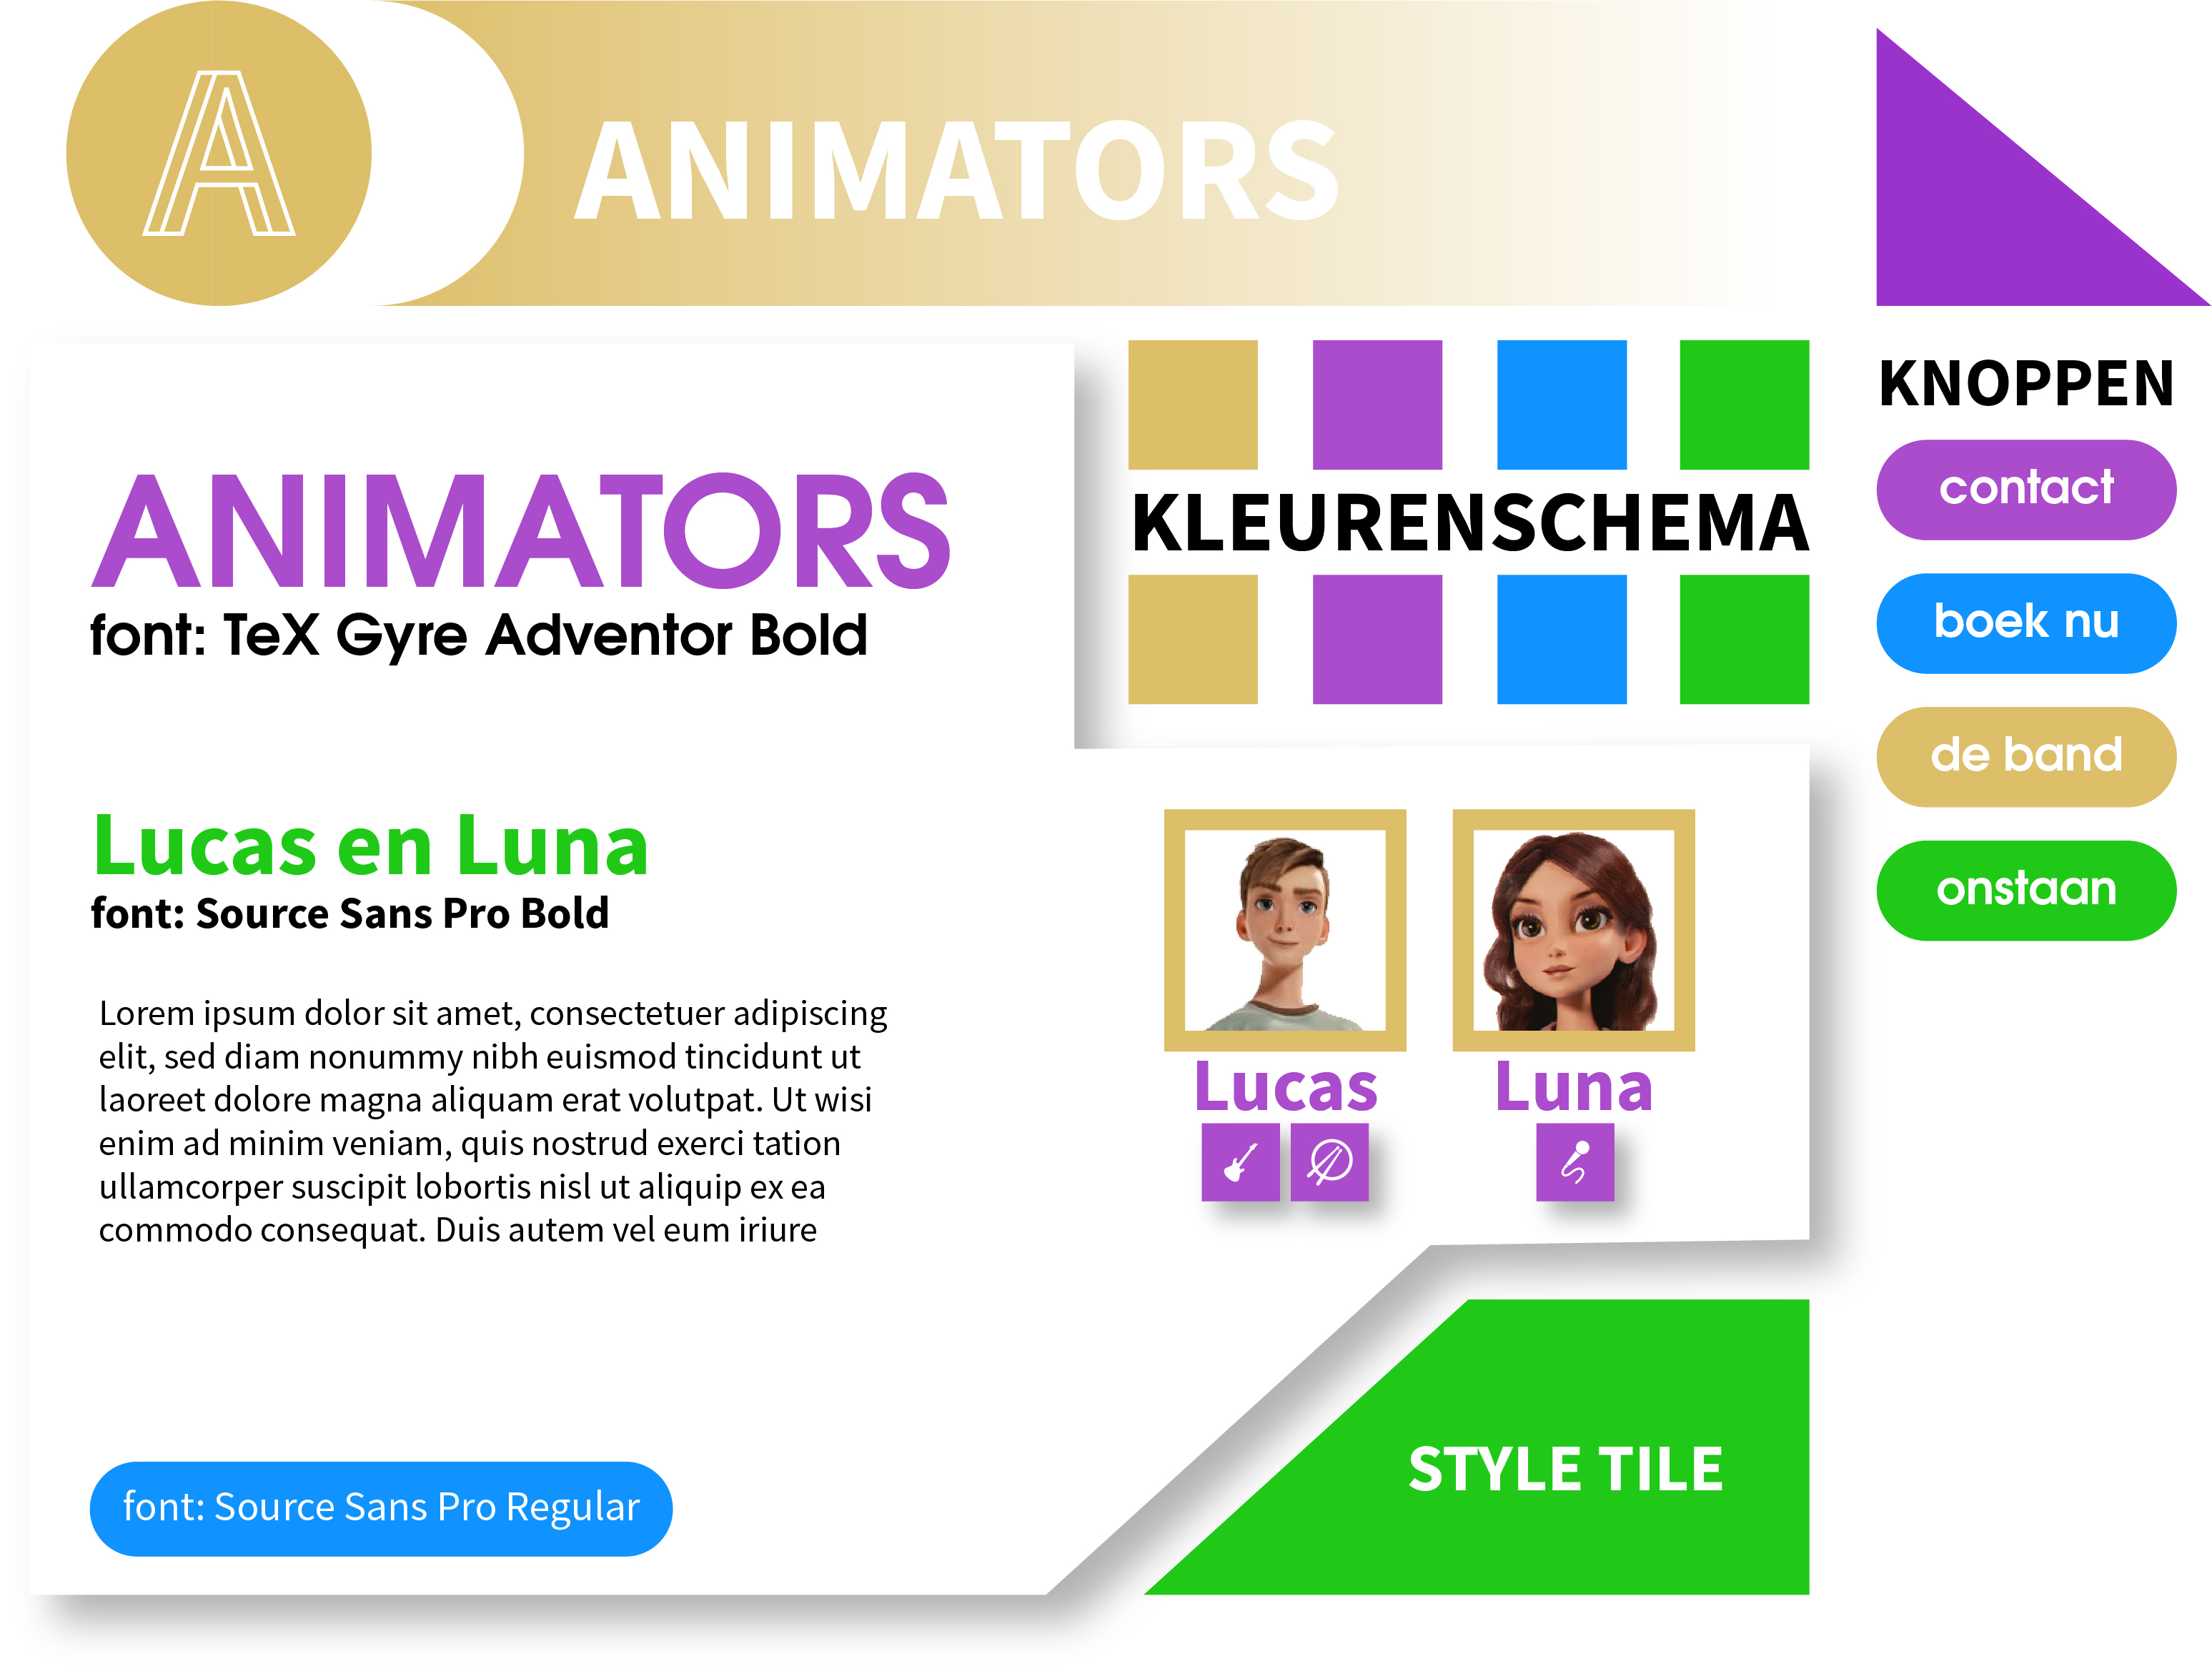 A
ANIMATORS
ANIMATORS
font: TeX Gyre Adventor Bold
Lucas en Luna
font: Source Sans Pro Bold
Lorem ipsum dolor sit amet, consectetuer adipiscing
elit, sed diam nonummy nibh euismod tincidunt ut
laoreet dolore magna aliquam erat volutpat. Ut wisi
enim ad minim veniam, quis nostrud exerci tation
ullamcorper suscipit lobortis nisl ut aliquip ex ea
commodo consequat. Duis autem vel eum iriure
font: Source Sans Pro Regular
KLEURENSCHEMA
Lucas
Luna
STYLE TILE
KNOPPEN
contact
boek nu
de band
onstaan